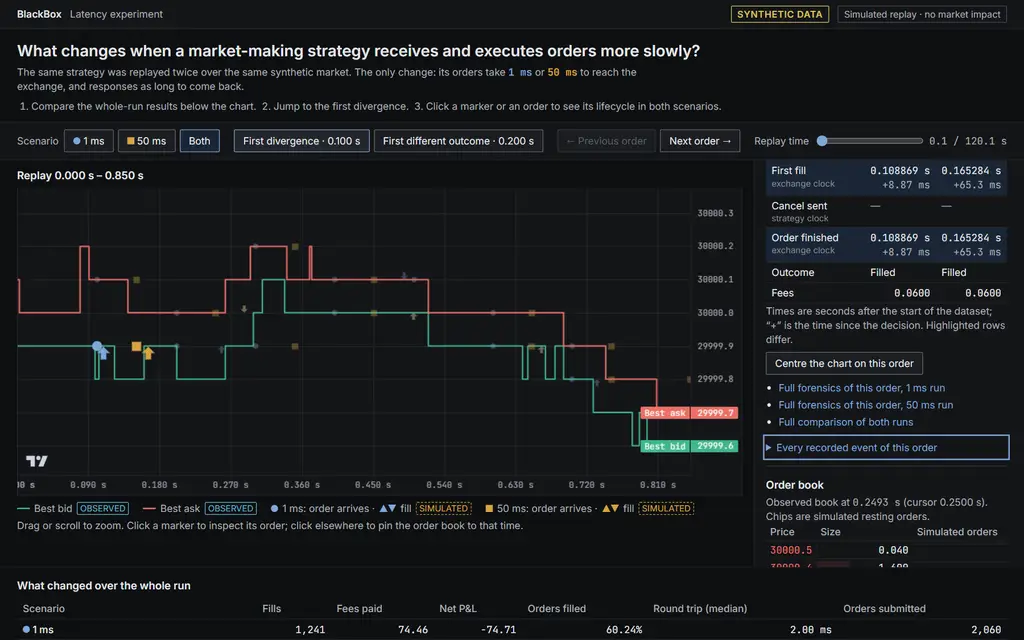 BlackBox Latency experiment
SYNTHETIC DATA
Simulated replay · no market impact
What changes when a market-making strategy receives and executes orders more slowly?
The same strategy was replayed twice over the same synthetic market. The only change: its orders take 1 ms or 50 ms to reach the
exchange, and responses as long to come back.
1. Compare the whole-run results below the chart. 2. Jump to the first divergence. 3. Click a marker or an order to see its lifecycle in both scenarios.
Scenario 1 ms 50 ms Both First divergence · 0.100 s First different outcome · 0.200 s ← Previous order Next order → Replay time 0.1 / 120.1 s
Replay 0.000 s – 0.850 s
30000.3
30000.2
30000.1
30000.0
29999.9
29999.8
Best ask 29999.7
Best bid 29999.6
0.090 s 0.180 s 0.270 s 0.360 s 0.450 s 0.540 s 0.630 s 0.720 s 0.810 s
Best bid OBSERVED Best ask OBSERVED 1 ms: order arrives · ▲▼ fill SIMULATED 50 ms: order arrives · ▲▼ fill SIMULATED
Drag or scroll to zoom. Click a marker to inspect its order; click elsewhere to pin the order book to that time.
First fill 0.108869 s 0.165284 s
exchange clock +8.87 ms +65.3 ms
Cancel sent — —
strategy clock
Order finished 0.108869 s 0.165284 s
exchange clock +8.87 ms +65.3 ms
Outcome Filled Filled
Fees 0.0600 0.0600
Times are seconds after the start of the dataset;
“+” is the time since the decision. Highlighted rows
differ.
Centre the chart on this order
• Full forensics of this order, 1 ms run
• Full forensics of this order, 50 ms run
• Full comparison of both runs
▶ Every recorded event of this order
Order book
Observed book at 0.2493 s (cursor 0.2500 s).
Chips are simulated resting orders.
Price Size Simulated orders
30000.5 0.040
What changed over the whole run
Scenario Fills Fees paid Net P&L Orders filled Round trip (median) Orders submitted
1 ms 1,241 74.46 -74.71 60.24% 2.00 ms 2,060